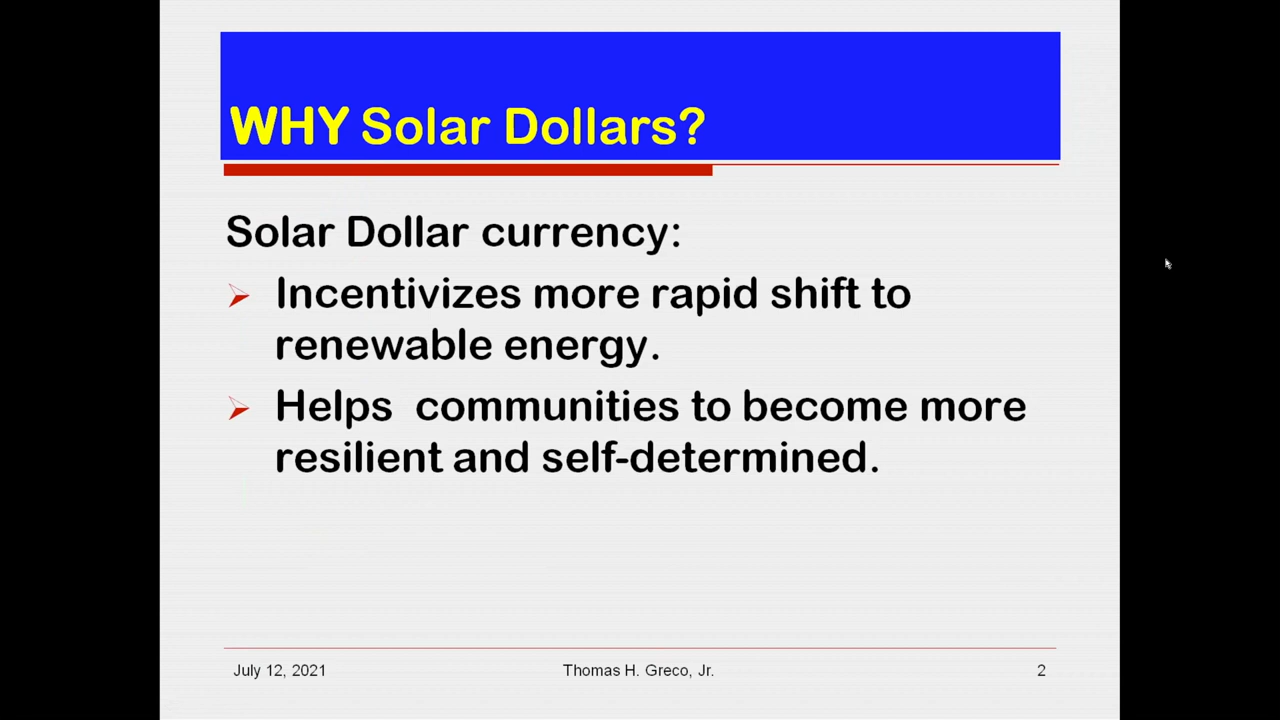 WHY Solar Dollars?
Solar Dollar currency:
Incentivizes more rapid shift to
renewable energy.
Helps  communities to become more
resilient and self-determined.
July 12, 2021
Thomas H. Greco, Jr.
2